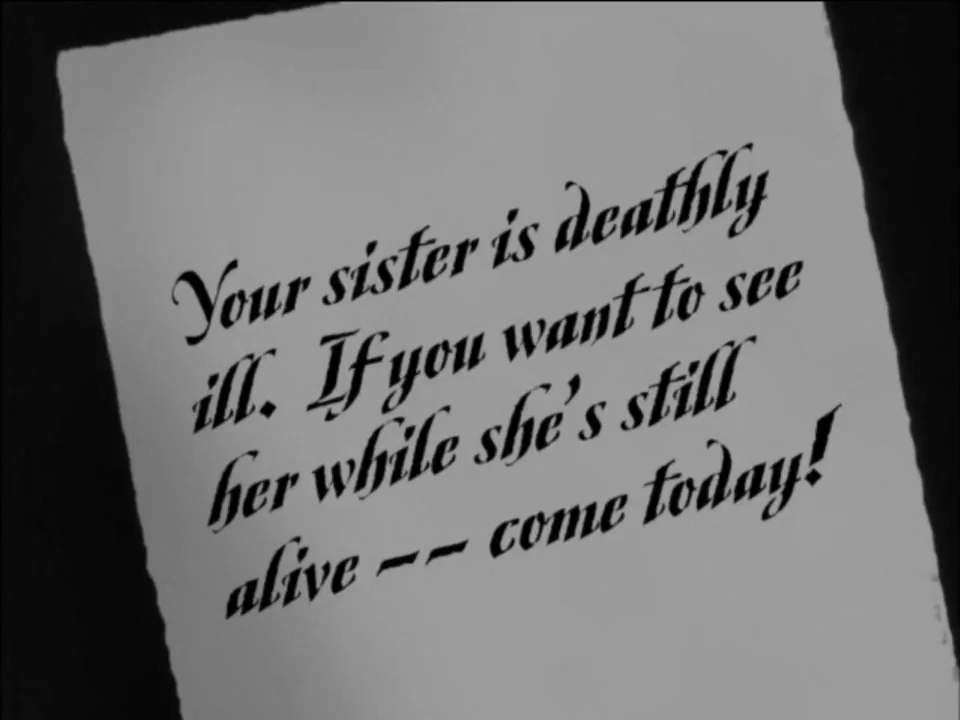 Your sister is deathly
ill. If you want to see
her while she's still
alive -- come today!